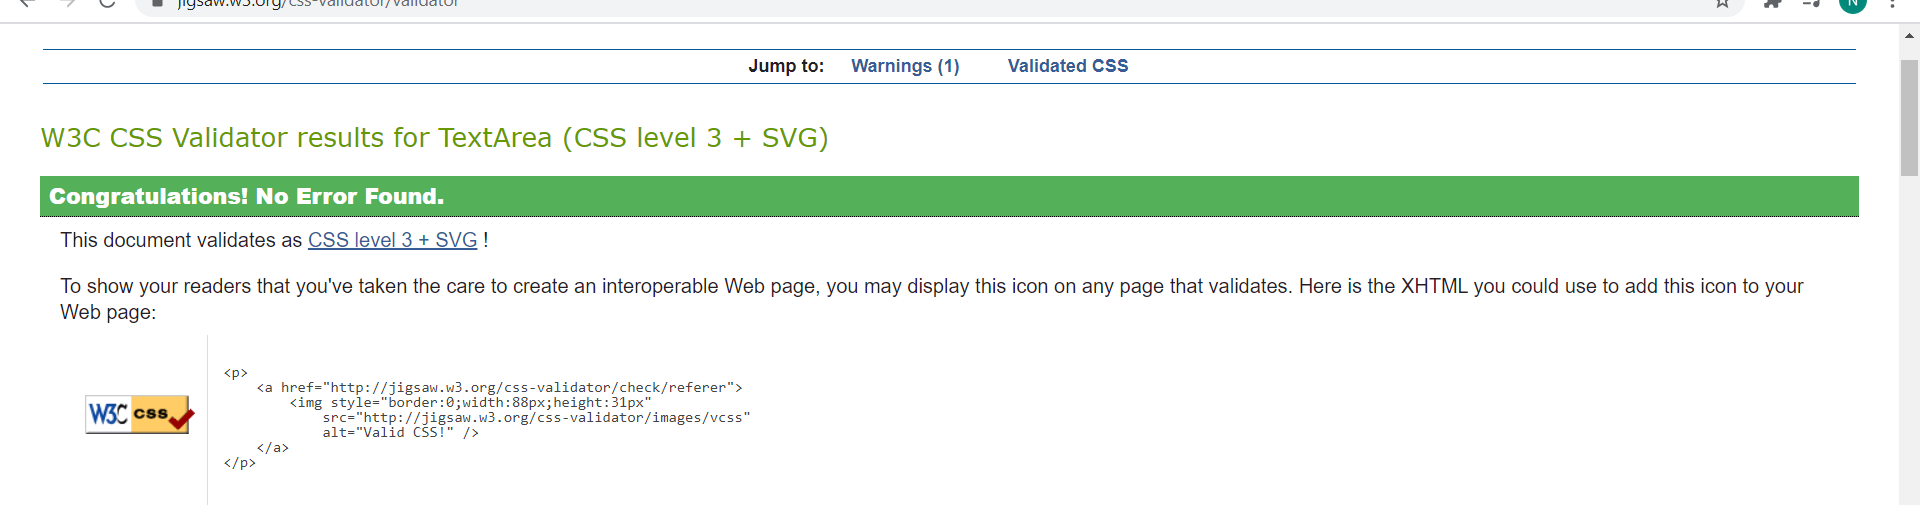 jigsaw.w3.org/css-validator/validator
N
Jump to: Warnings (1) Validated CSS
W3C CSS Validator results for TextArea (CSS level 3 + SVG)
Congratulations! No Error Found.
This document validates as CSS level 3 + SVG !
To show your readers that you've taken the care to create an interoperable Web page, you may display this icon on any page that validates. Here is the XHTML you could use to add this icon to your
Web page:
W3C css
<p>
    <a href="http://jigsaw.w3.org/css-validator/check/referer">
        <img style="border:0;width:88px;height:31px"
            src="http://jigsaw.w3.org/css-validator/images/vcss"
            alt="Valid CSS!" />
    </a>
</p>